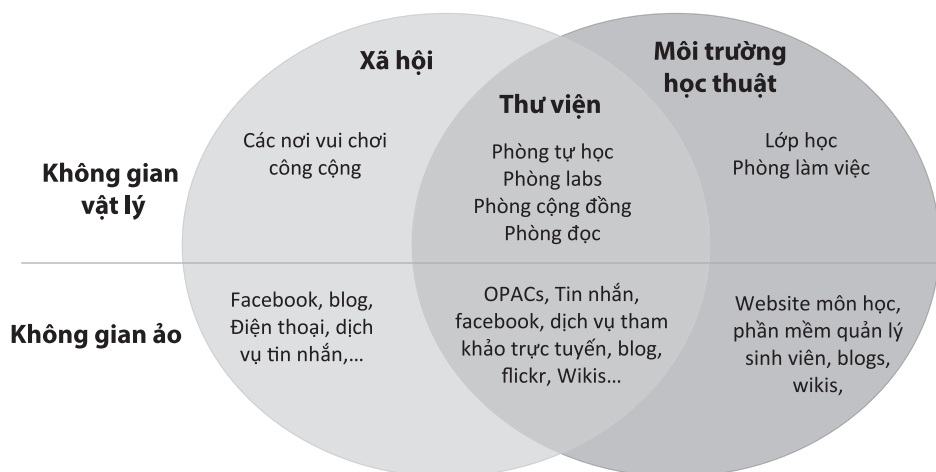 Xã hội
Môi trường
học thuật
Thư viện
Không gian
vật lý
Các nơi vui chơi
công cộng
Phòng tự học
Phòng labs
Phòng cộng đồng
Phòng đọc
Lớp học
Phòng làm việc
Không gian ảo
Facebook, blog,
Điện thoại, dịch
vụ tin nhắn,...
OPACs, Tin nhắn,
facebook, dịch vụ tham
khảo trực tuyến, blog,
flickr, Wikis...
Website môn học,
phần mềm quản lý
sinh viên, blogs,
wikis,